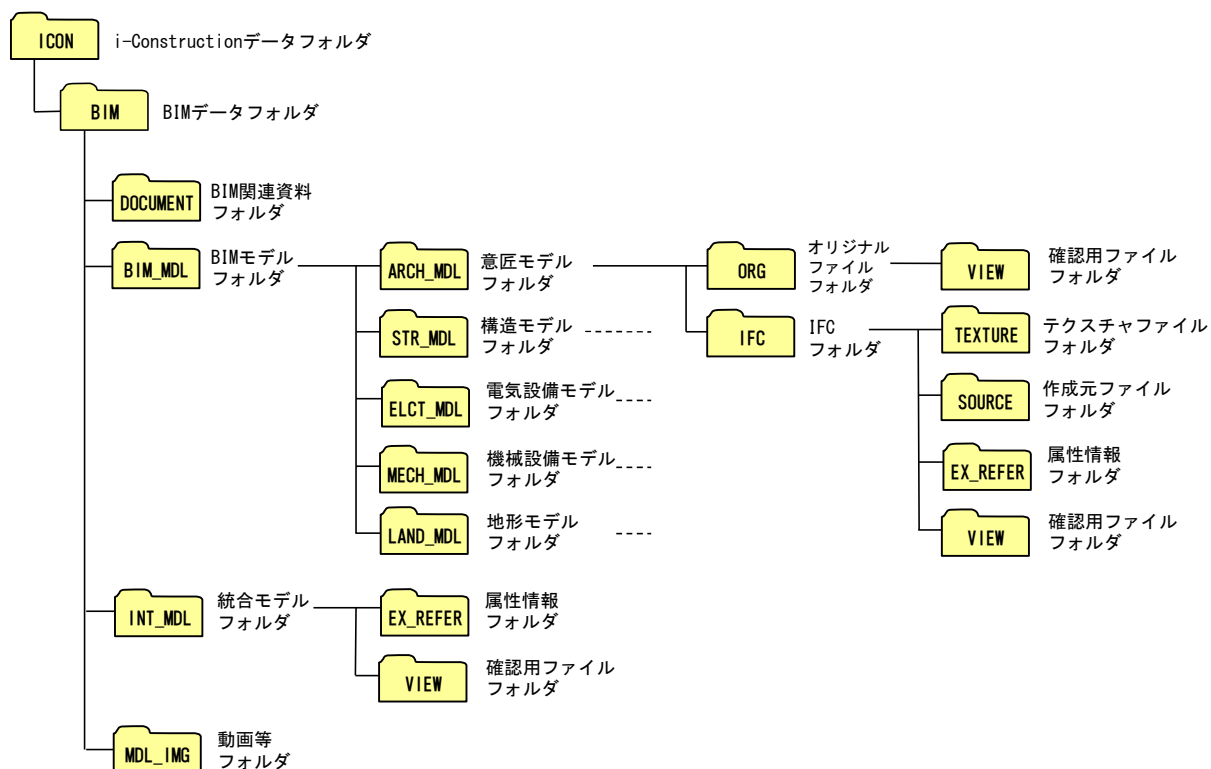 ICON
i-Constructionデータフォルダ
BIM
BIMデータフォルダ
DOCUMENT
BIM関連資料
フォルダ
BIM_MDL
BIMモデル
フォルダ
ARCH_MDL
意匠モデル
フォルダ
ORG
オリジナル
ファイル
フォルダ
VIEW
確認用ファイル
フォルダ
STR_MDL
構造モデル
フォルダ
IFC
IFC
フォルダ
TEXTURE
テクスチャファイル
フォルダ
ELCT_MDL
電気設備モデル
フォルダ
SOURCE
作成元ファイル
フォルダ
MECH_MDL
機械設備モデル
フォルダ
EX_REFER
属性情報
フォルダ
LAND_MDL
地形モデル
フォルダ
VIEW
確認用ファイル
フォルダ
INT_MDL
統合モデル
フォルダ
EX_REFER
属性情報
フォルダ
VIEW
確認用ファイル
フォルダ
MDL_IMG
動画等
フォルダ